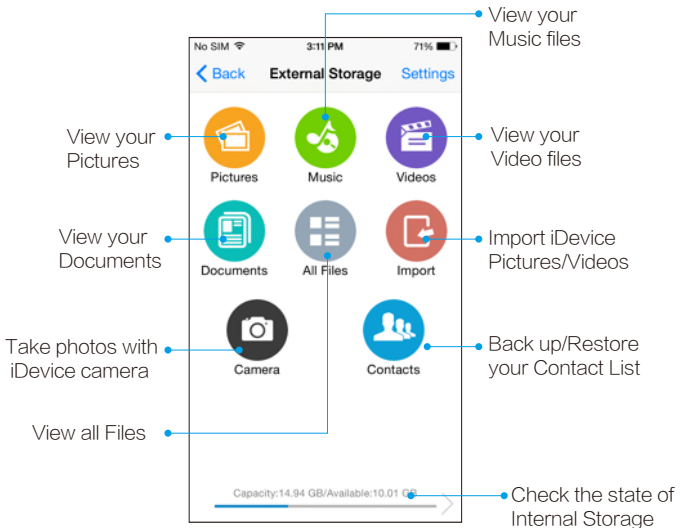 View your
Music files
No SIM 3:11 PM 71%
Back External Storage Settings
View your
Pictures
View your
Video files
Pictures Music Videos
View your
Documents
Import iDevice
Pictures/Videos
Documents All Files Import
Take photos with
iDevice camera
Back up/Restore
your Contact List
Camera Contacts
View all Files
Capacity:14.94 GB/Available:10.01 GB
Check the state of
Internal Storage